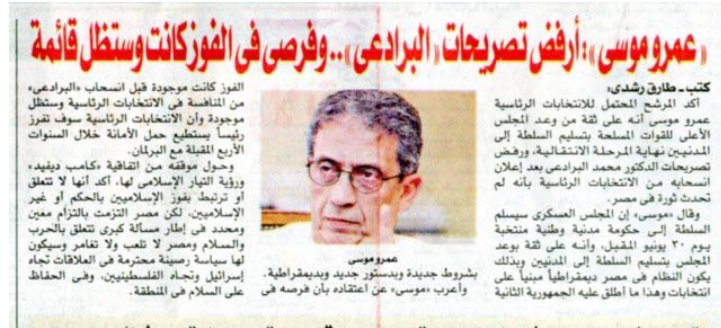 « عمرو موسى »: أرفض تصريحات « البرادعى ».. وفرصى فى الفوز كانت وستظل قائمة
كتب ـ طارق رشدى:
أكد المرشح المحتمل للانتخابات الرئاسية
عمرو موسى أنه على ثقة من وعد المجلس
الأعلى للقوات المسلحة بتسليم السلطة إلى
المدنيين نهاية المرحلة الانتقالية، ورفض
تصريحات الدكتور محمد البرادعى بعد إعلان
انسحابه من الانتخابات الرئاسية بأنه لم
تحدث ثورة فى مصر.
وقال «موسى» إن المجلس العسكرى سيسلم
السلطة إلى حكومة مدنية وطنية منتخبة
يوم ٣٠ يونيو المقبل، وأنه على ثقة بوعد
المجلس بتسليم السلطة إلى المدنيين وبذلك
يكون النظام فى مصر ديمقراطياً مبنياً على
انتخابات وهذا ما أطلق عليه الجمهورية الثانية
عمرو موسى
بشروط جديدة وبدستور جديد وبديمقراطية.
وأعرب «موسى» عن اعتقاده بأن فرصه فى
الفوز كانت موجودة قبل انسحاب «البرادعى»
من المنافسة فى الانتخابات الرئاسية وستظل
موجودة وأن الانتخابات الرئاسية سوف تفرز
رئيساً يستطيع حمل الأمانة خلال السنوات
الأربع المقبلة مع البرلمان.
وحول موقفه من اتفاقية «كامب ديفيد»
ورؤية التيار الإسلامى لها، أكد أنها لا تتعلق
أو ترتبط بفوز الإسلاميين بالحكم أو غير
الإسلاميين، لكن مصر التزمت بالتزام معين
ومحدد فى إطار مسألة كبرى تتعلق بالحرب
والسلام ومصر لا تلعب ولا تغامر وسيكون
لها سياسة رصينة محترمة فى العلاقات تجاه
إسرائيل وتجاه الفلسطينيين، وفى الحفاظ
على السلام فى المنطقة.